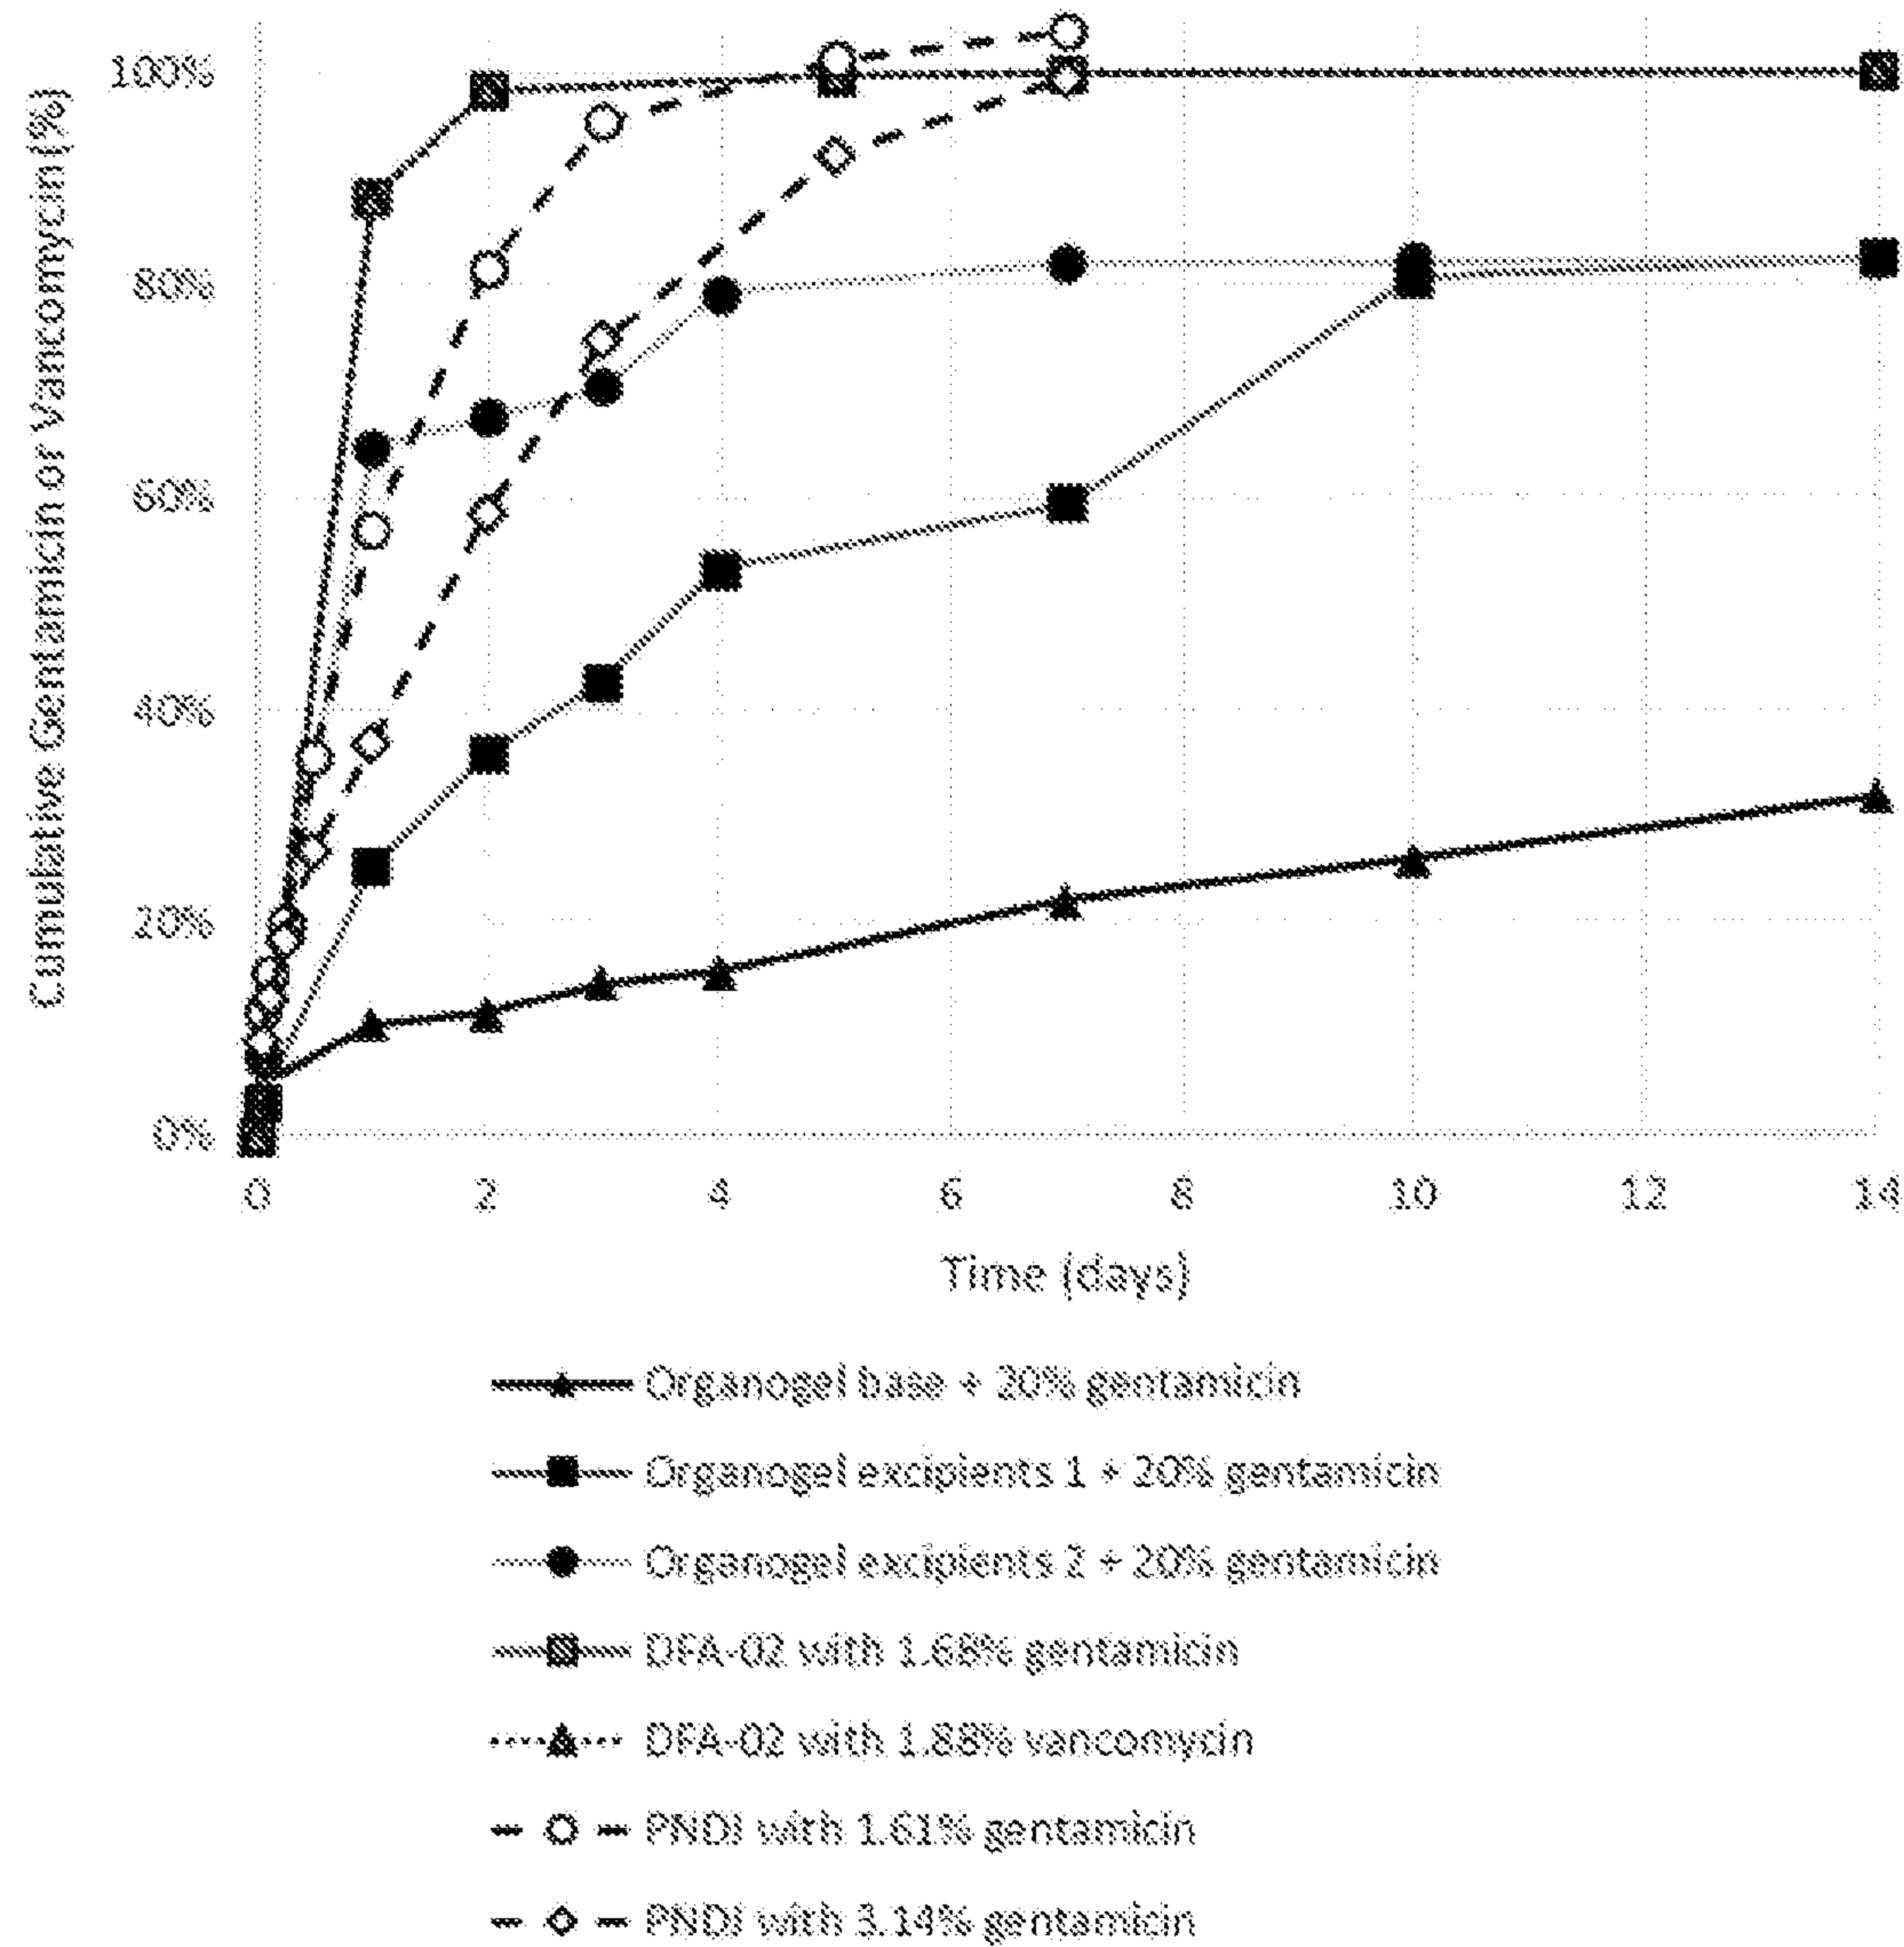 Cumulative Gentamicin or Vancomycin (%)
100%
80%
60%
40%
20%
0%
0 2 4 6 8 10 12 14
Time (days)
Organogel base + 20% gentamicin
Organogel excipients 1 + 20% gentamicin
Organogel excipients 2 + 20% gentamicin
DFA-02 with 1.68% gentamicin
DFA-02 with 1.88% vancomycin
PNDJ with 1.61% gentamicin
PNDJ with 3.14% gentamicin